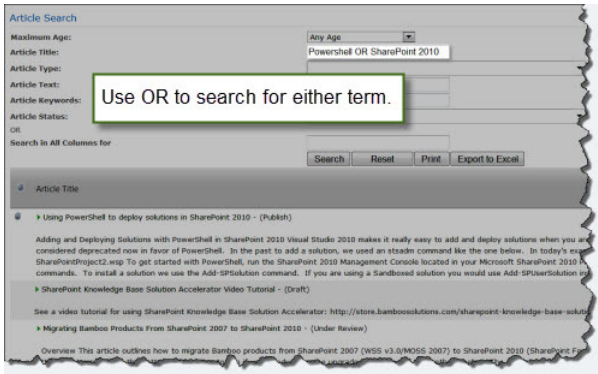 Article Search
Maximum Age: Any Age
Article Title: Powershell OR SharePoint 2010
Article Type:
Article Text:
Use OR to search for either term.
Article Keywords:
Article Status:
OR
Search in All Columns for
Search Reset Print Export to Excel
Article Title
Using PowerShell to deploy solutions in SharePoint 2010 - (Publish)
Adding and Deploying Solutions with PowerShell in SharePoint 2010 Visual Studio 2010 makes it really easy to add and deploy solutions when you are
considered deprecated now in favor of PowerShell. In the past to add a solution, we used an stsadm command like the one below. In today's
SharePointProject2.wsp To get started with PowerShell, run the SharePoint 2010 Management Console located in your Microsoft SharePoint 2010
commands. To install a solution we use the Add-SPSolution command. If you are using a Sandboxed solution you would use Add-SPUserSolution
SharePoint Knowledge Base Solution Accelerator Video Tutorial - (Draft)
See a video tutorial for using SharePoint Knowledge Base Solution Accelerator: http://store.bamboosolutions.com/sharepoint-knowledge-base-solutio
Migrating Bamboo Products From SharePoint 2007 to SharePoint 2010 - (Under Review)
Overview This article outlines how to migrate Bamboo products from SharePoint 2007 (WSS v3.0/MOSS 2007) to SharePoint 2010 (SharePoint